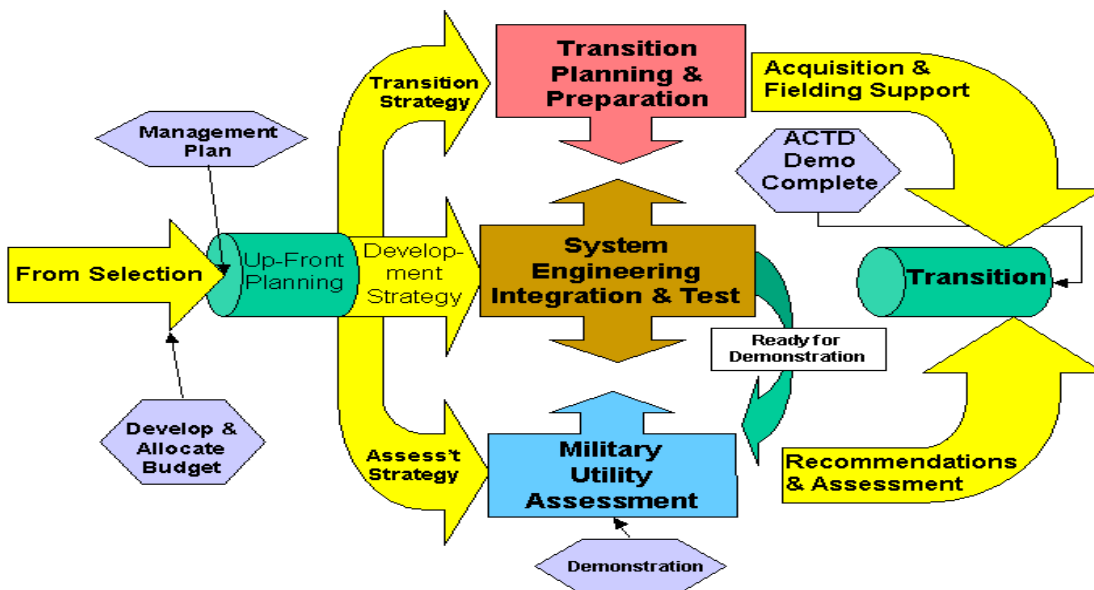 Transition
Planning &
Preparation
Acquisition &
Fielding Support
Transition
Strategy
Management
Plan
ACTD
Demo
Complete
From Selection
Up-Front
Planning
Develop-
ment
Strategy
System
Engineering
Integration & Test
Transition
Ready for
Demonstration
Develop &
Allocate
Budget
Assess't
Strategy
Military
Utility
Assessment
Recommendations
& Assessment
Demonstration